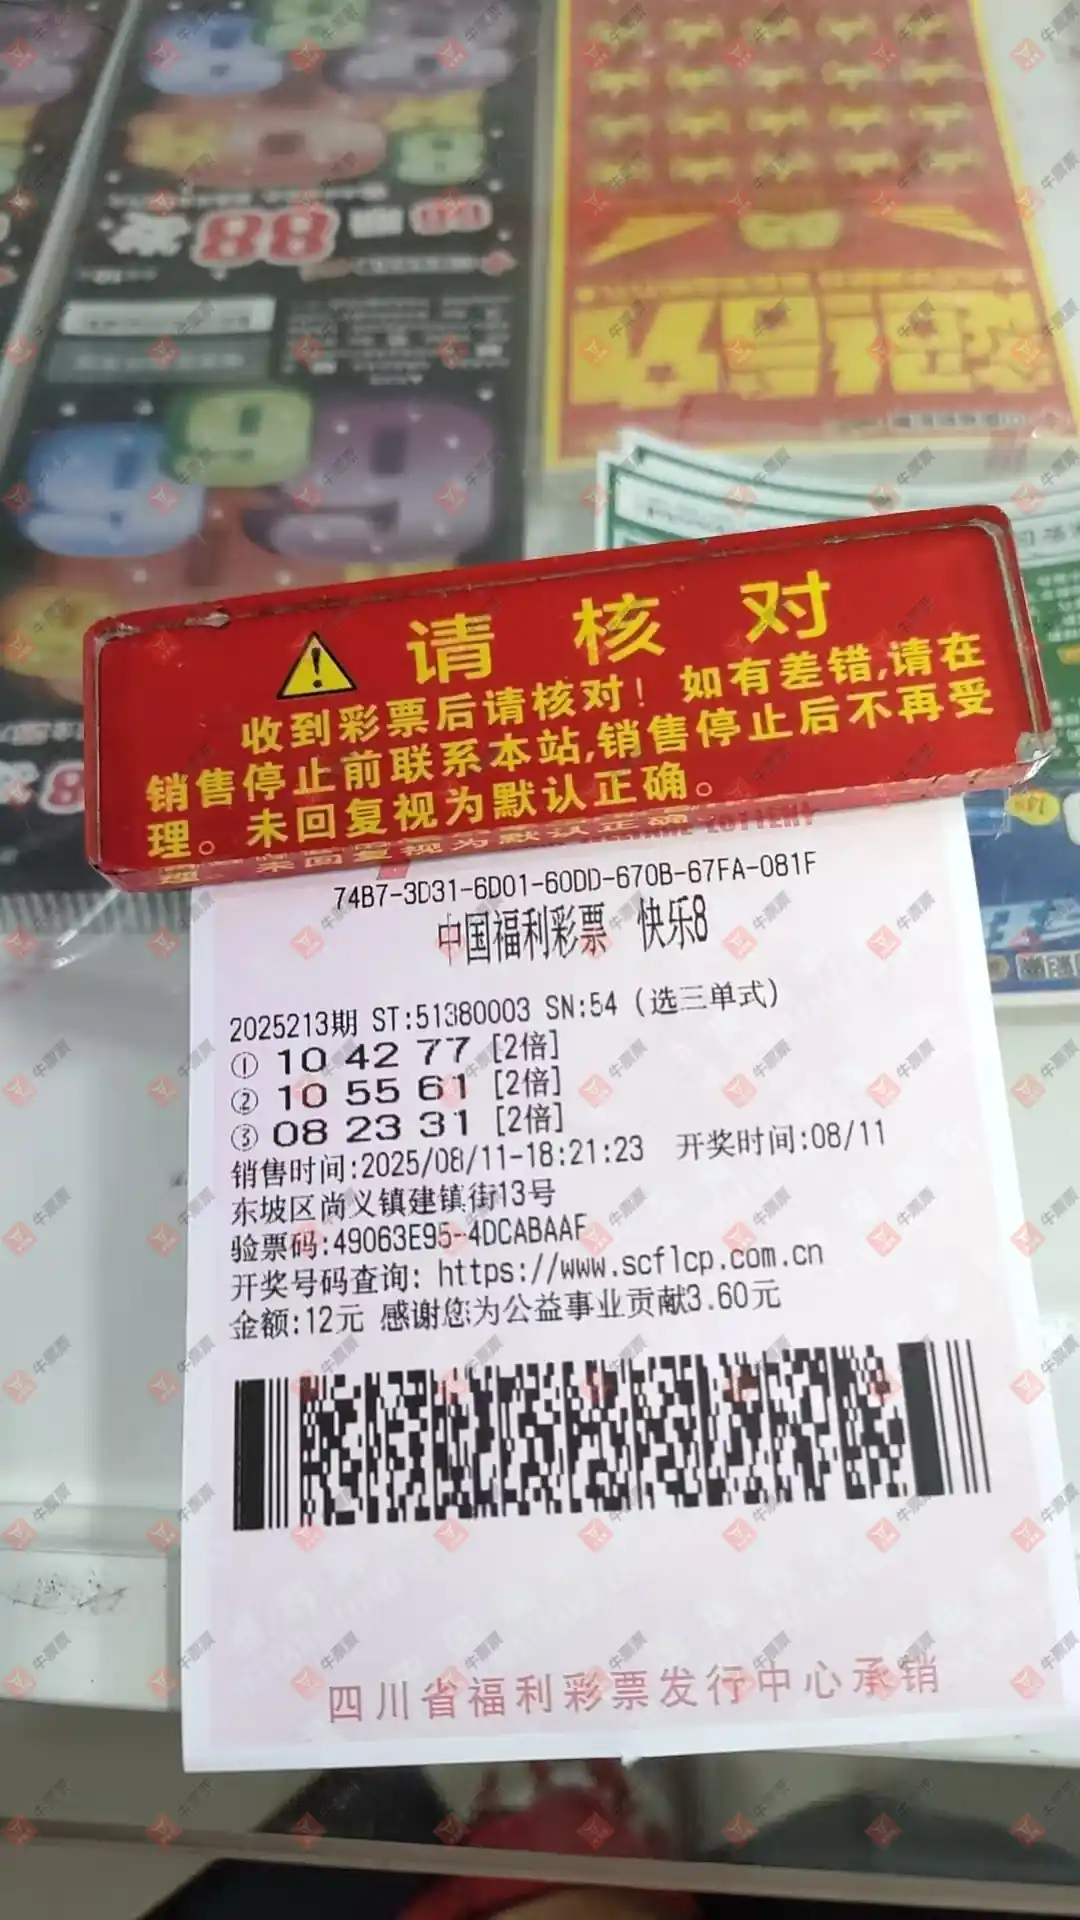 88
请核对
收到彩票后请核对！如有差错,请在
销售停止前联系本站,销售停止后不再受
理。未回复视为默认正确。
74B7-3D31-6D01-60DD-670B-67FA-081F
中国福利彩票 快乐8
2025213期 ST:51380003 SN:54 (选三单式)
① 10 42 77 [2倍]
② 10 55 61 [2倍]
③ 08 23 31 [2倍]
销售时间:2025/08/11-18:21:23 开奖时间:08/11
东坡区尚义镇建镇街13号
验票码:49063E95-4DCABAAF
开奖号码查询: https://www.scflcp.com.cn
金额:12元 感谢您为公益事业贡献3.60元
四川省福利彩票发行中心承销
牛票票